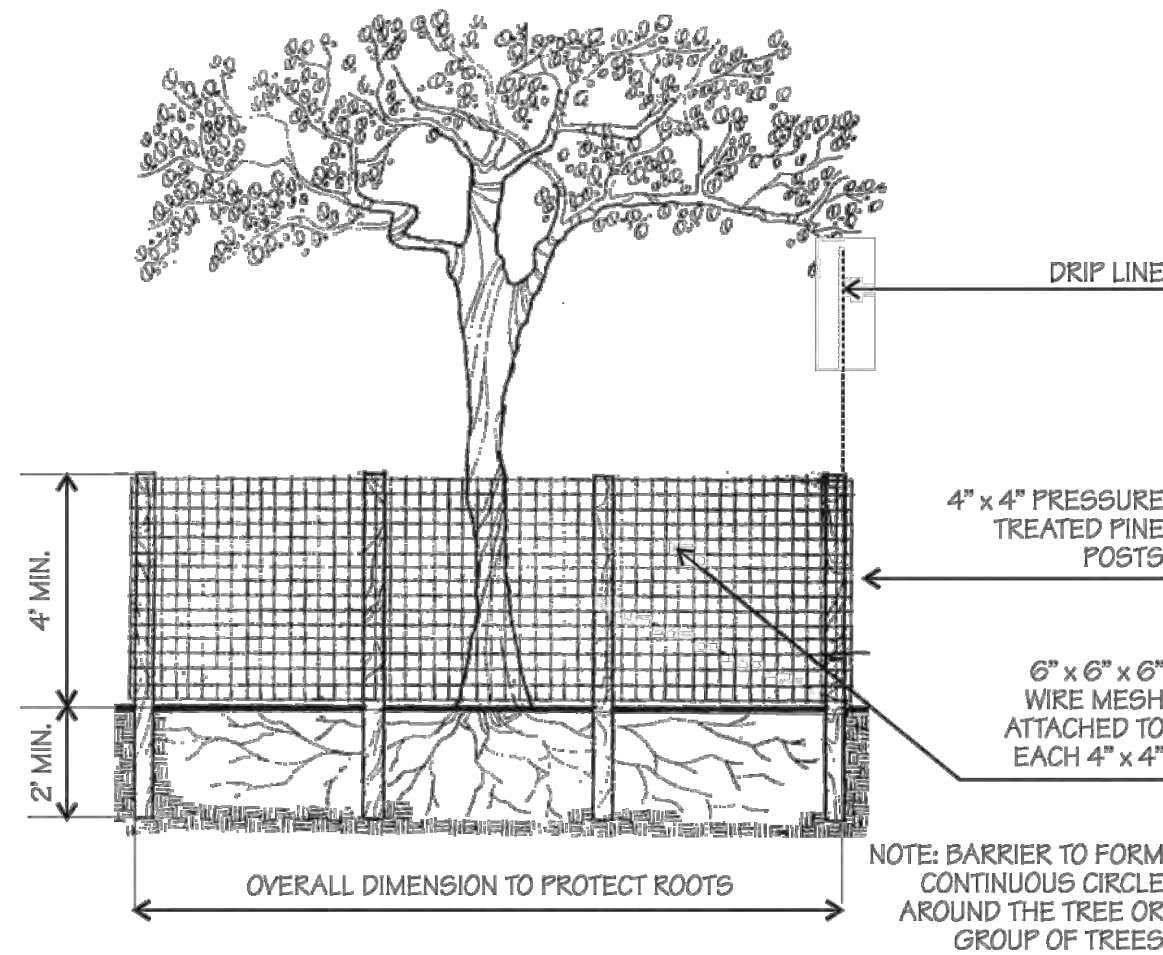 DRIP LINE
4" x 4" PRESSURE
TREATED PINE
POSTS
4' MIN.
6" x 6" x 6"
WIRE MESH
ATTACHED TO
EACH 4" x 4"
2' MIN.
OVERALL DIMENSION TO PROTECT ROOTS
NOTE: BARRIER TO FORM
CONTINUOUS CIRCLE
AROUND THE TREE OR
GROUP OF TREES